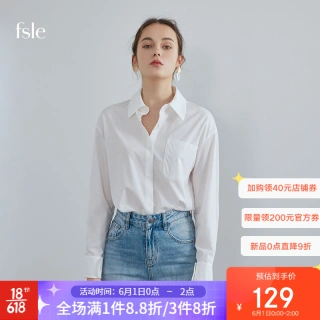 fsle
加购领40元店铺券
限量领200元官方券
新品0点直降9折
活动时间：6月1日0点 — 2点
全场满1件8.8折/3件8折
18
618
预估到手价
￥129
6月1日0:00-2:00